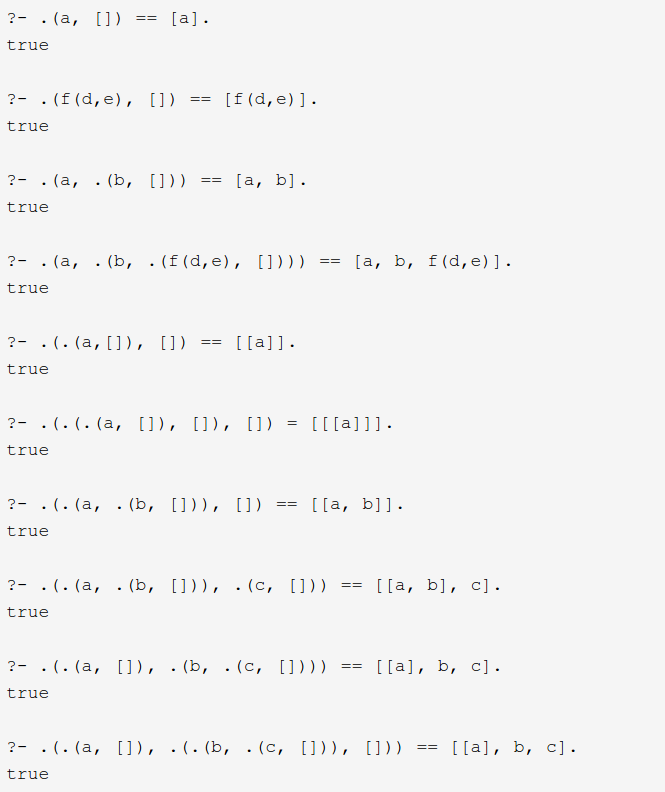 ?- .(a, []) == [a].
true
?- .(f(d,e), []) == [f(d,e)].
true
?- .(a, .(b, [])) == [a, b].
true
?- .(a, .(b, .(f(d,e), []))) == [a, b, f(d,e)].
true
?- .(.(a,[]), []) == [[a]].
true
?- .(.(.(a, []), []), []) = [[[a]]].
true
?- .(.(a, .(b, [])), []) == [[a, b]].
true
?- .(.(a, .(b, [])), .(c, [])) == [[a, b], c].
true
?- .(.(a, []), .(b, .(c, []))) == [[a], b, c].
true
?- .(.(a, []), .(.(b, .(c, [])), [])) == [[a], b, c].
true